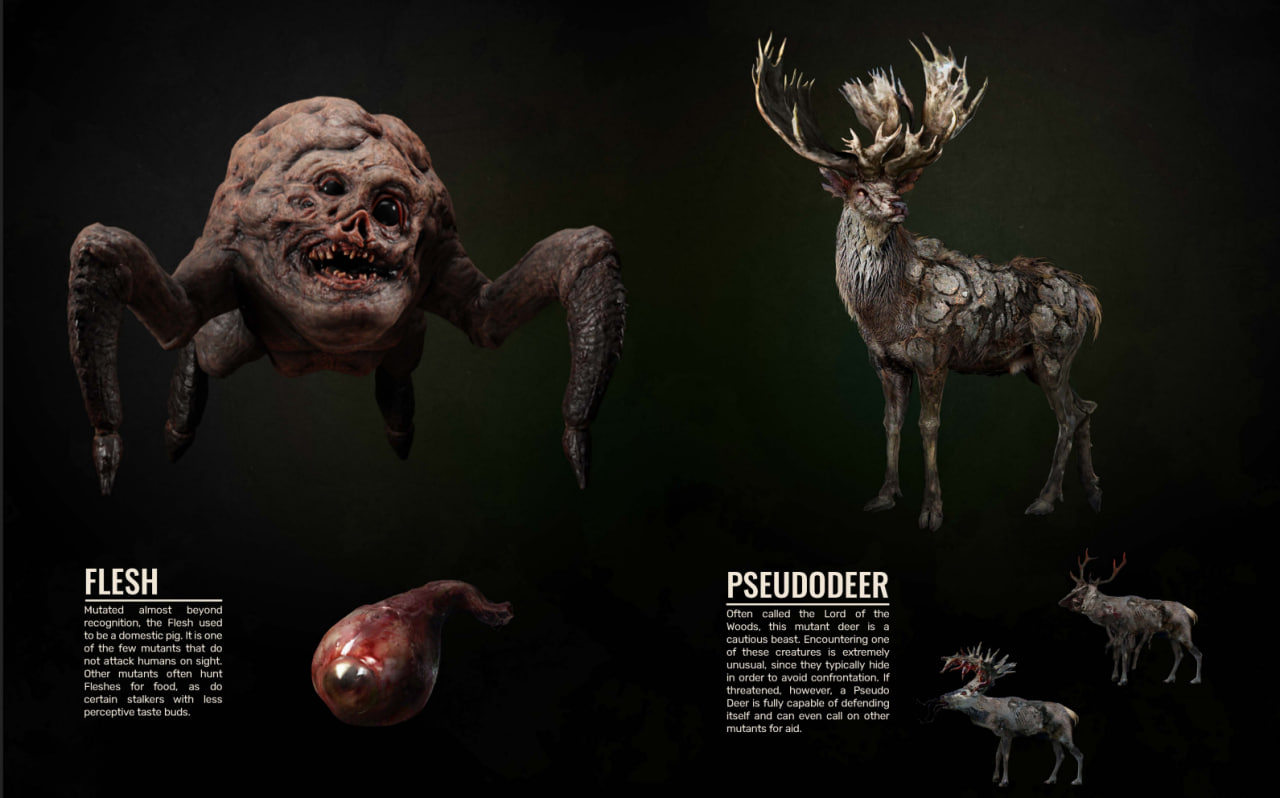 FLESH
Mutated almost beyond
recognition, the Flesh used
to be a domestic pig. It is one
of the few mutants that do
not attack humans on sight.
Other mutants often hunt
Fleshes for food, as do
certain stalkers with less
perceptive taste buds.
PSEUDODEER
Often called the Lord of the
Woods, this mutant deer is a
cautious beast. Encountering one
of these creatures is extremely
unusual, since they typically hide
in order to avoid confrontation. If
threatened, however, a Pseudo
Deer is fully capable of defending
itself and can even call on other
mutants for aid.